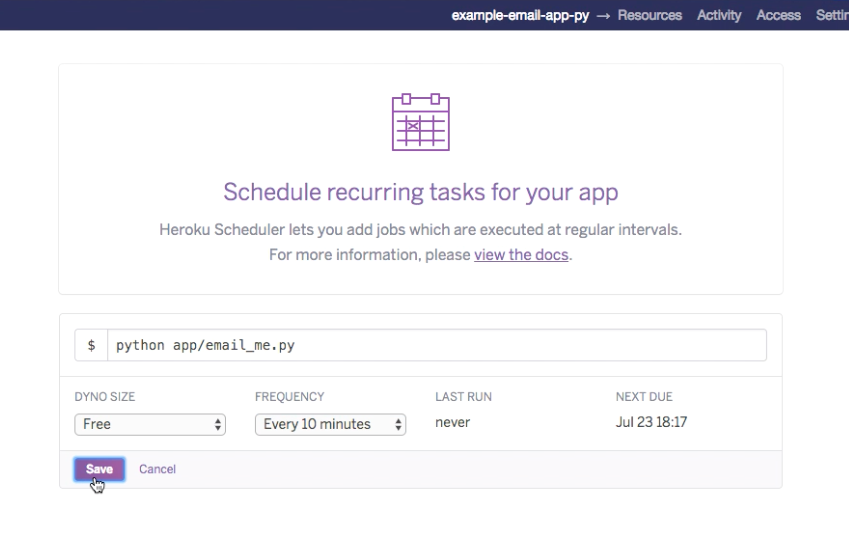 example-email-app-py → Resources Activity Access Settin
Schedule recurring tasks for your app
Heroku Scheduler lets you add jobs which are executed at regular intervals.
For more information, please view the docs.
$ python app/email_me.py
DYNO SIZE FREQUENCY LAST RUN NEXT DUE
Free Every 10 minutes never Jul 23 18:17
Save Cancel